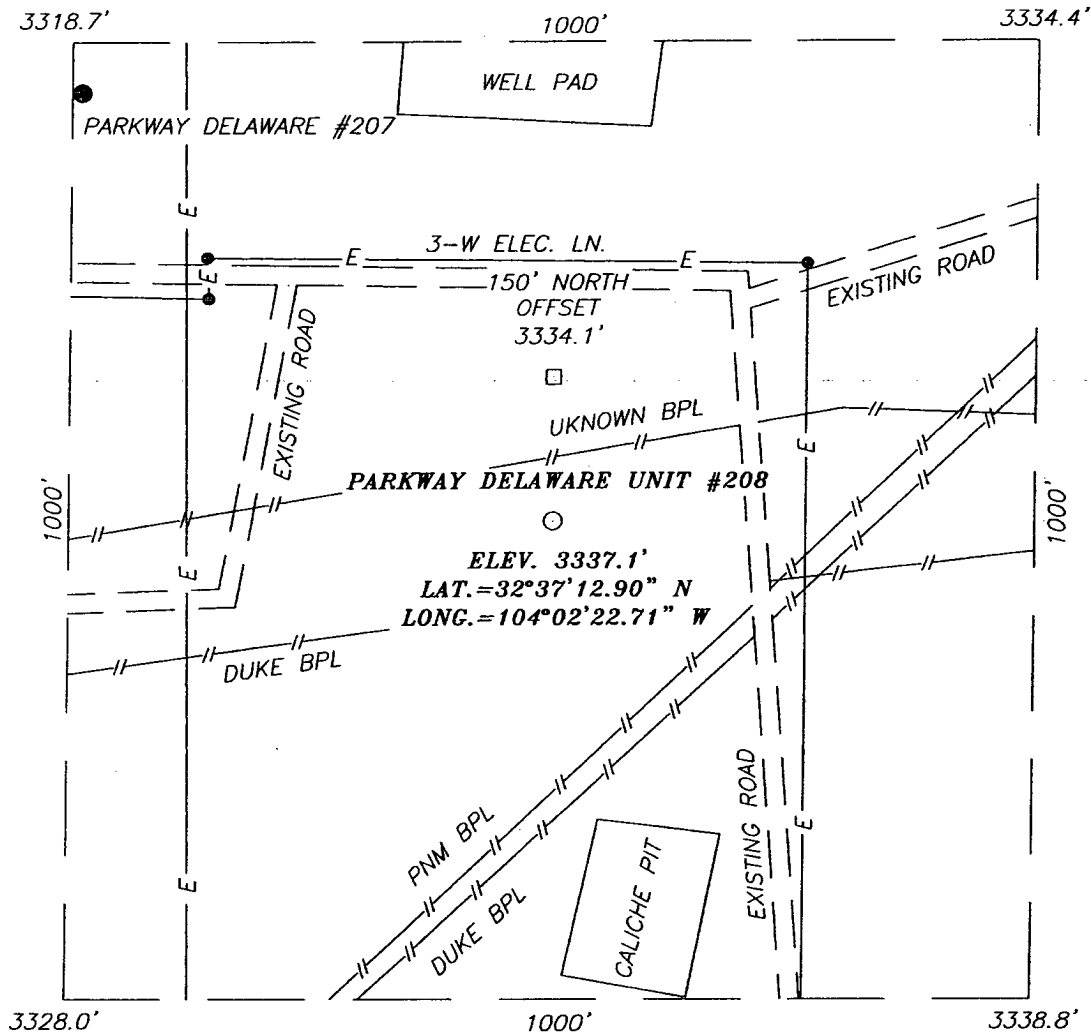 3318.7'
1000'
3334.4'
WELL PAD
PARKWAY DELAWARE #207
E
3-W ELEC. LN.
E
E
E
150' NORTH
OFFSET
3334.1'
EXISTING ROAD
EXISTING ROAD
UKNOWN BPL
E
PARKWAY DELAWARE UNIT #208
1000'
1000'
E
ELEV. 3337.1'
LAT.=32°37'12.90" N
LONG.=104°02'22.71" W
E
DUKE BPL
PNM BPL
DUKE BPL
CALICHE PIT
EXISTING ROAD
E
E
3328.0'
1000'
3338.8'